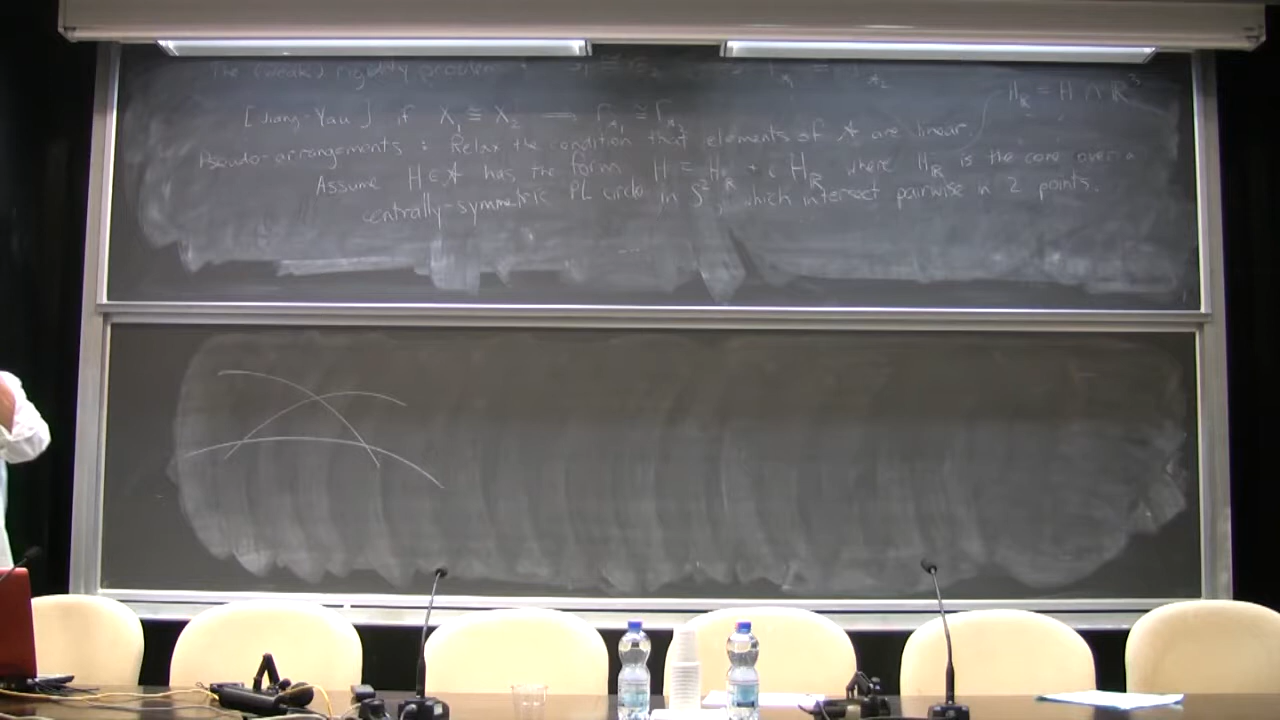 The (weak) rigidity problem :
H_ℝ = H ∩ ℝ³
[Jiang-Yau] if X₁ ≅ X₂ ⟹ Γ_{A₁} ≅ Γ_{A₂}
Pseudo-arrangements : Relax the condition that elements of A are linear.
Assume H ∈ A has the form H = H_ℝ + i H_ℝ where H_ℝ is the cone over a
centrally-symmetric PL circle in S², which intersect pairwise in 2 points.